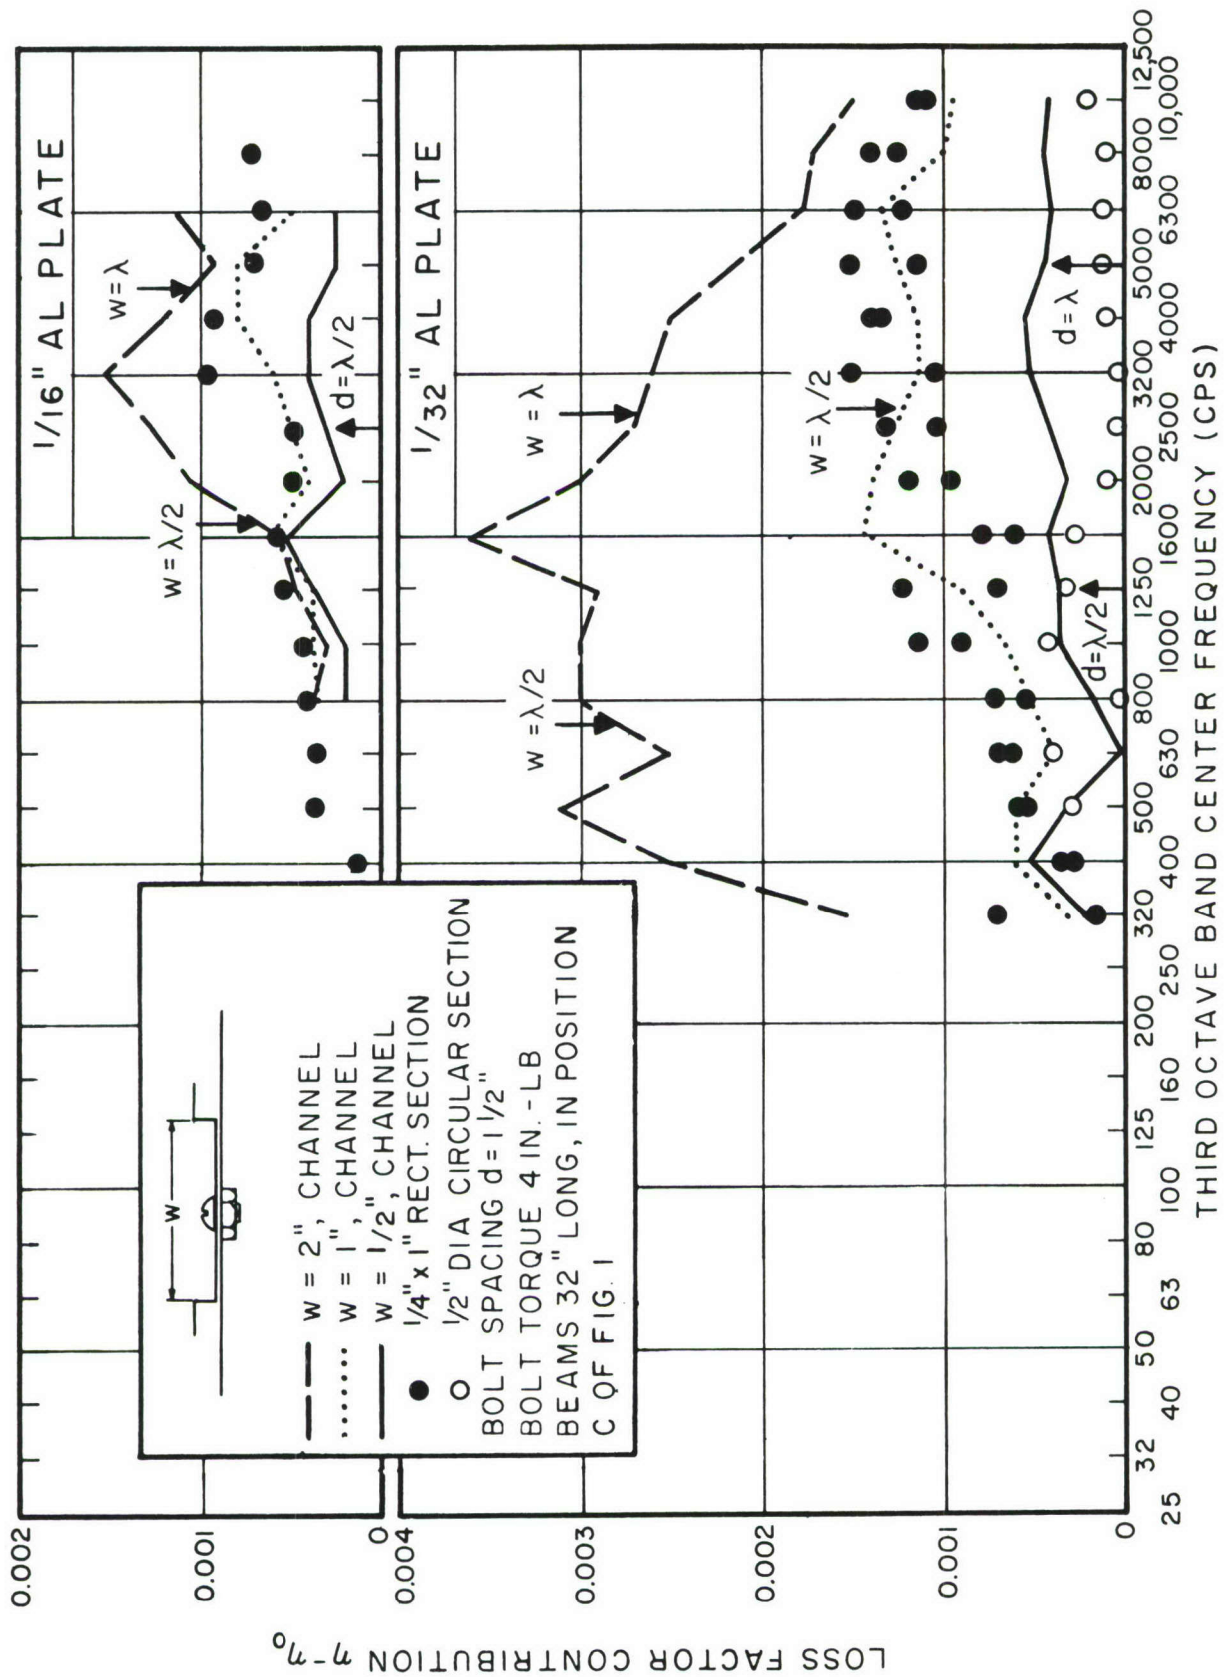 1/16" AL PLATE
W = λ
W = λ/2
d = λ/2
1/32" AL PLATE
W = λ
W = λ/2
W = λ/2
d = λ
d = λ/2
W
W = 2", CHANNEL
W = 1", CHANNEL
W = 1/2", CHANNEL
1/4" x 1" RECT. SECTION
1/2" DIA CIRCULAR SECTION
BOLT SPACING d = 1 1/2"
BOLT TORQUE 4 IN.-LB
BEAMS 32" LONG, IN POSITION
C OF FIG. 1
0.002
0.001
0
0.004
0.003
0.002
0.001
0
LOSS FACTOR CONTRIBUTION η-η₀
25 32 40 50 63 80 100 125 160 200 250 320 400 500 630 800 1000 1250 1600 2000 2500 3200 4000 5000 6300 8000 10,000 12,500
THIRD OCTAVE BAND CENTER FREQUENCY (CPS)